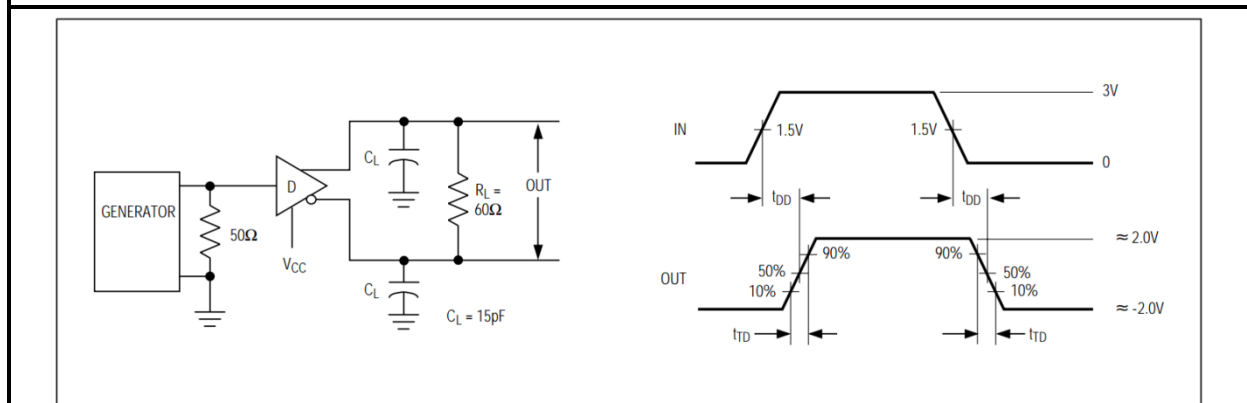 GENERATOR
50Ω
D
VCC
CL
CL
CL = 15pF
RL =
60Ω
OUT
IN
1.5V
1.5V
3V
0
tDD
tDD
OUT
90%
50%
10%
90%
50%
10%
≈ 2.0V
≈ -2.0V
tTD
tTD